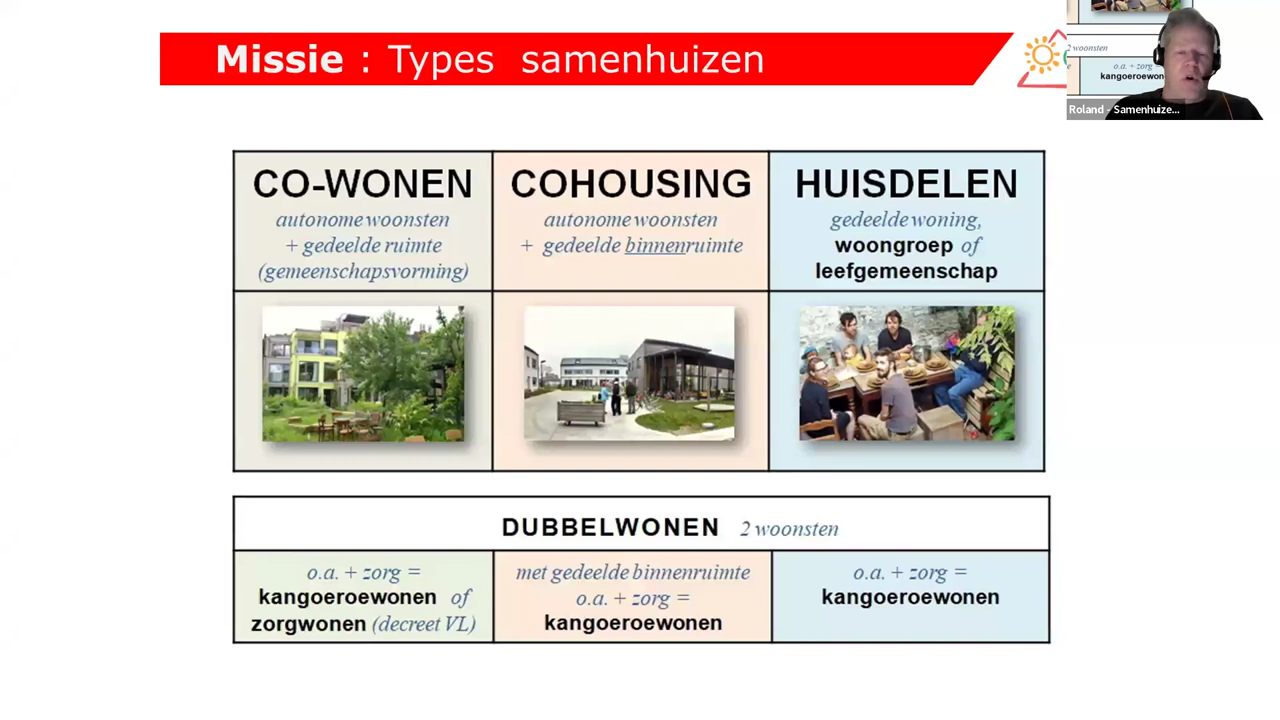 Missie : Types samenhuizen
2 woonsten
o.a. + zorg
kangoeroewon
Roland - Samenhuize...
CO-WONEN
autonome woonsten
+ gedeelde ruimte
(gemeenschapsvorming)
COHOUSING
autonome woonsten
+ gedeelde binnenruimte
HUISDELEN
gedeelde woning,
woongroep of
leefgemeenschap
DUBBELWONEN 2 woonsten
o.a. + zorg =
kangoeroewonen of
zorgwonen (decreet VL)
met gedeelde binnenruimte
o.a. + zorg =
kangoeroewonen
o.a. + zorg =
kangoeroewonen